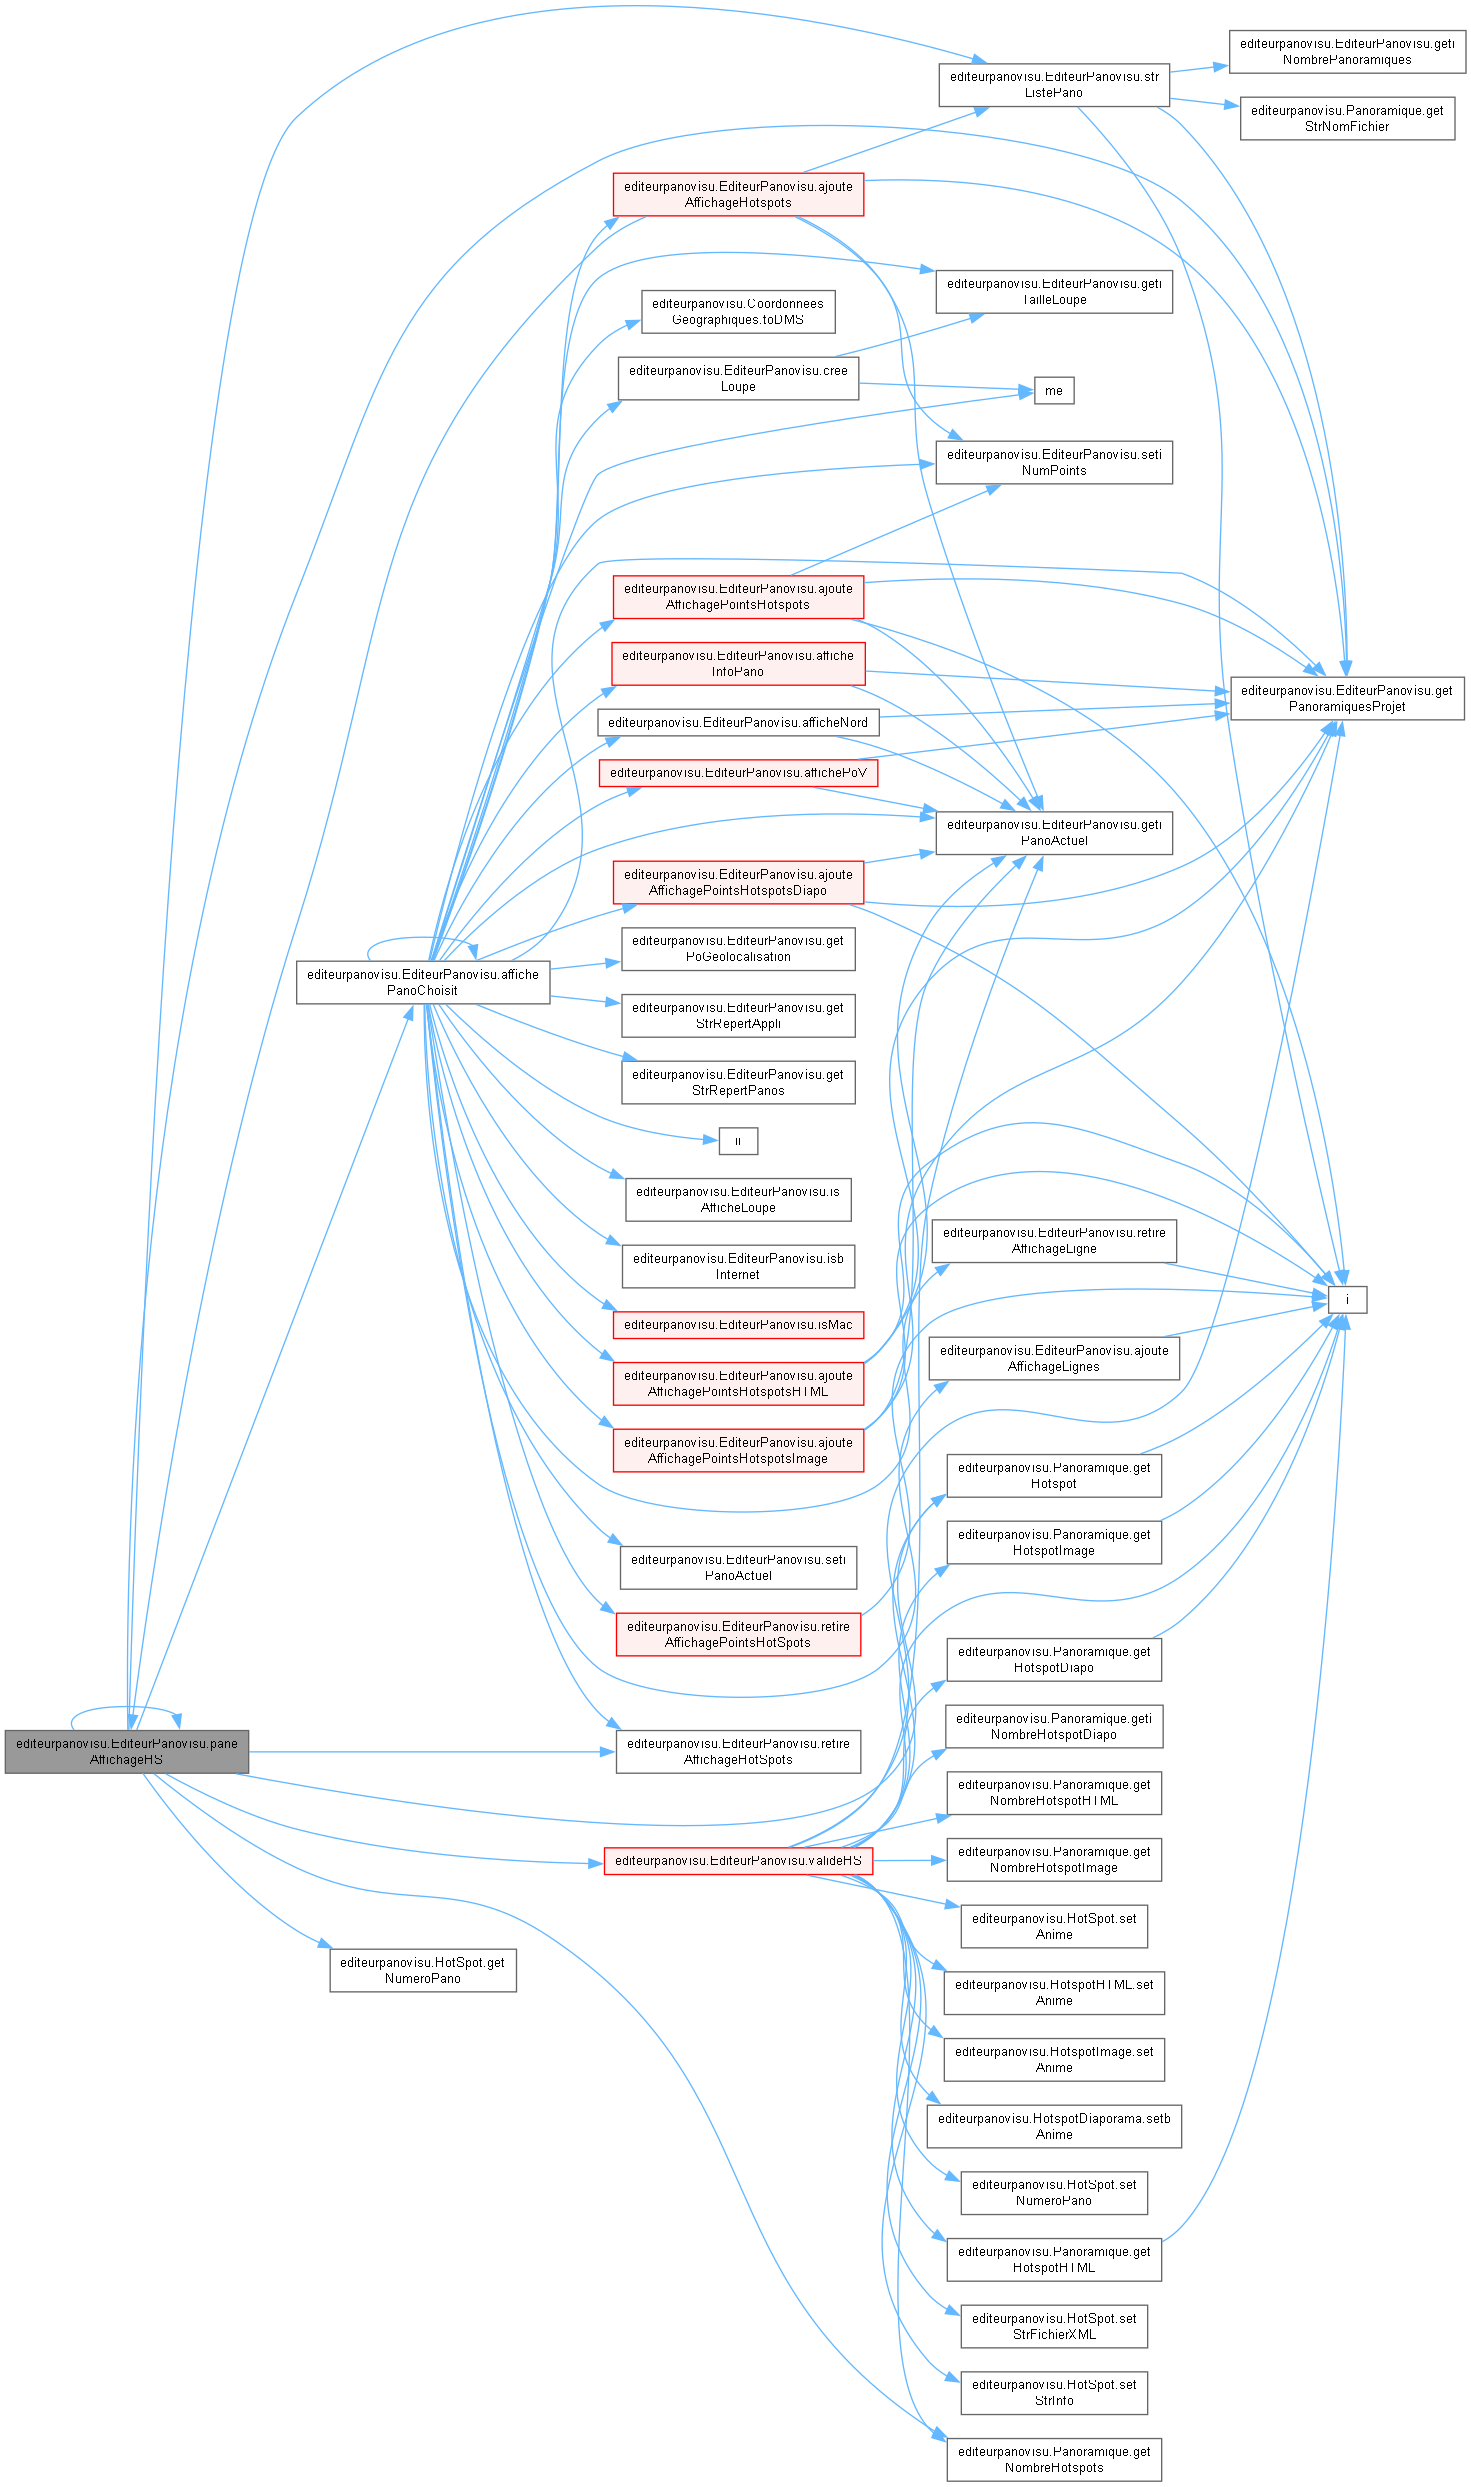 editeurpanovisu.EditeurPanovisu.geti
NombrePanoramiques
editeurpanovisu.EditeurPanovisu.str
ListePano
editeurpanovisu.Panoramique.get
StrNomFichier
editeurpanovisu.EditeurPanovisu.ajoute
AffichageHotspots
editeurpanovisu.EditeurPanovisu.geti
TailleLoupe
editeurpanovisu.Coordonnees
Geographiques.toDMS
editeurpanovisu.EditeurPanovisu.cree
Loupe
me
editeurpanovisu.EditeurPanovisu.seti
NumPoints
editeurpanovisu.EditeurPanovisu.ajoute
AffichagePointsHotspots
editeurpanovisu.EditeurPanovisu.affiche
InfoPano
editeurpanovisu.EditeurPanovisu.get
PanoramiquesProjet
editeurpanovisu.EditeurPanovisu.afficheNord
editeurpanovisu.EditeurPanovisu.affichePoV
editeurpanovisu.EditeurPanovisu.geti
PanoActuel
editeurpanovisu.EditeurPanovisu.ajoute
AffichagePointsHotspotsDiapo
editeurpanovisu.EditeurPanovisu.get
PoGeolocalisation
editeurpanovisu.EditeurPanovisu.affiche
PanoChoisit
editeurpanovisu.EditeurPanovisu.get
StrRepertAppli
editeurpanovisu.EditeurPanovisu.get
StrRepertPanos
ii
editeurpanovisu.EditeurPanovisu.is
AfficheLoupe
editeurpanovisu.EditeurPanovisu.retire
AffichageLigne
editeurpanovisu.EditeurPanovisu.isb
Internet
i
editeurpanovisu.EditeurPanovisu.isMac
editeurpanovisu.EditeurPanovisu.ajoute
AffichageLignes
editeurpanovisu.EditeurPanovisu.ajoute
AffichagePointsHotspotsHTML
editeurpanovisu.EditeurPanovisu.ajoute
AffichagePointsHotspotsImage
editeurpanovisu.Panoramique.get
Hotspot
editeurpanovisu.Panoramique.get
HotspotImage
editeurpanovisu.EditeurPanovisu.seti
PanoActuel
editeurpanovisu.EditeurPanovisu.retire
AffichagePointsHotSpots
editeurpanovisu.Panoramique.get
HotspotDiapo
editeurpanovisu.Panoramique.geti
NombreHotspotDiapo
editeurpanovisu.EditeurPanovisu.pane
AffichageHS
editeurpanovisu.EditeurPanovisu.retire
AffichageHotSpots
editeurpanovisu.Panoramique.get
NombreHotspotHTML
editeurpanovisu.EditeurPanovisu.valideHS
editeurpanovisu.Panoramique.get
NombreHotspotImage
editeurpanovisu.HotSpot.set
Anime
editeurpanovisu.HotSpot.get
NumeroPano
editeurpanovisu.HotspotHTML.set
Anime
editeurpanovisu.HotspotImage.set
Anime
editeurpanovisu.HotspotDiaporama.setb
Anime
editeurpanovisu.HotSpot.set
NumeroPano
editeurpanovisu.Panoramique.get
HotspotHTML
editeurpanovisu.HotSpot.set
StrFichierXML
editeurpanovisu.HotSpot.set
StrInfo
editeurpanovisu.Panoramique.get
NombreHotspots